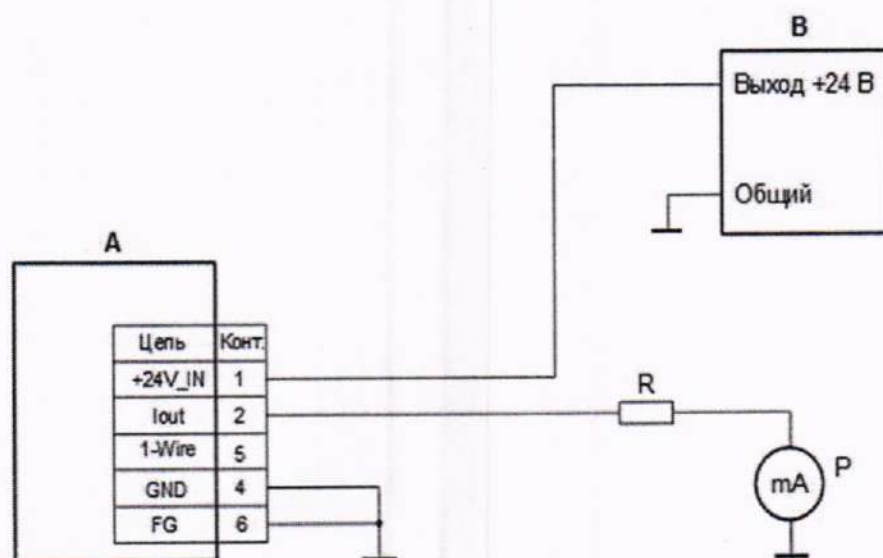 B
Выход +24 В
Общий
A
Цепь Конт.
+24V_IN 1
Iout 2
1-Wire 5
GND 4
FG 6
R
mA P